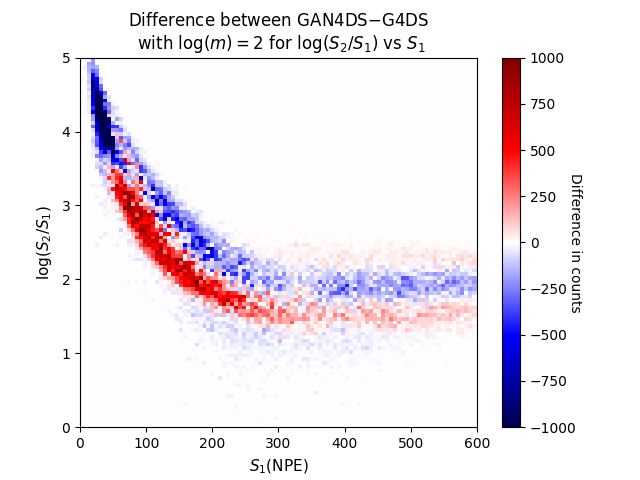 Difference between GAN4DS−G4DS
with log(m) = 2 for log(S₂/S₁) vs S₁
5
4
3
2
1
0
log(S₂/S₁)
0 100 200 300 400 500 600
S₁(NPE)
1000
750
500
250
0
−250
−500
−750
−1000
Difference in counts